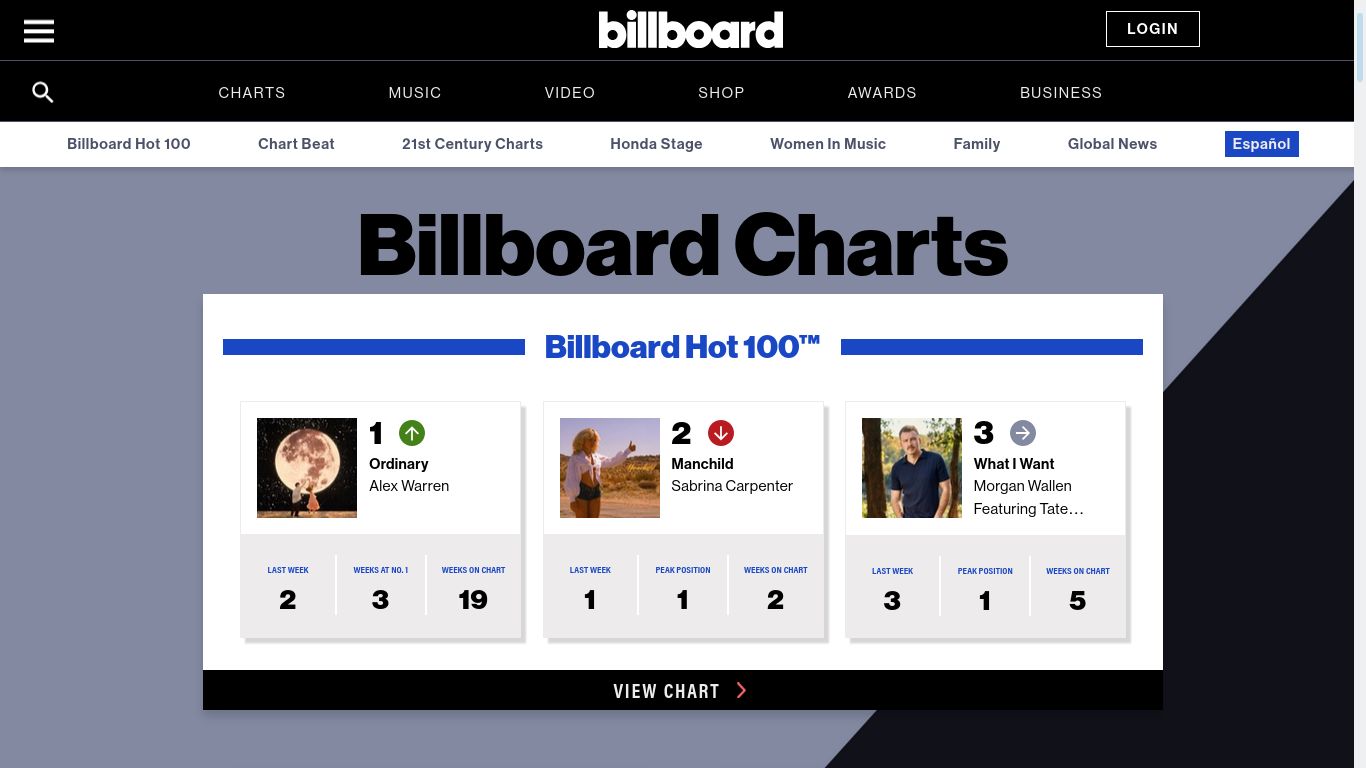 billboard
LOGIN
CHARTS
MUSIC
VIDEO
SHOP
AWARDS
BUSINESS
Billboard Hot 100
Chart Beat
21st Century Charts
Honda Stage
Women In Music
Family
Global News
Español
Billboard Charts
Billboard Hot 100™
1
Ordinary
Alex Warren
LAST WEEK
2
WEEKS AT NO. 1
3
WEEKS ON CHART
19
2
Manchild
Sabrina Carpenter
LAST WEEK
1
PEAK POSITION
1
WEEKS ON CHART
2
3
What I Want
Morgan Wallen
Featuring Tate…
LAST WEEK
3
PEAK POSITION
1
WEEKS ON CHART
5
VIEW CHART